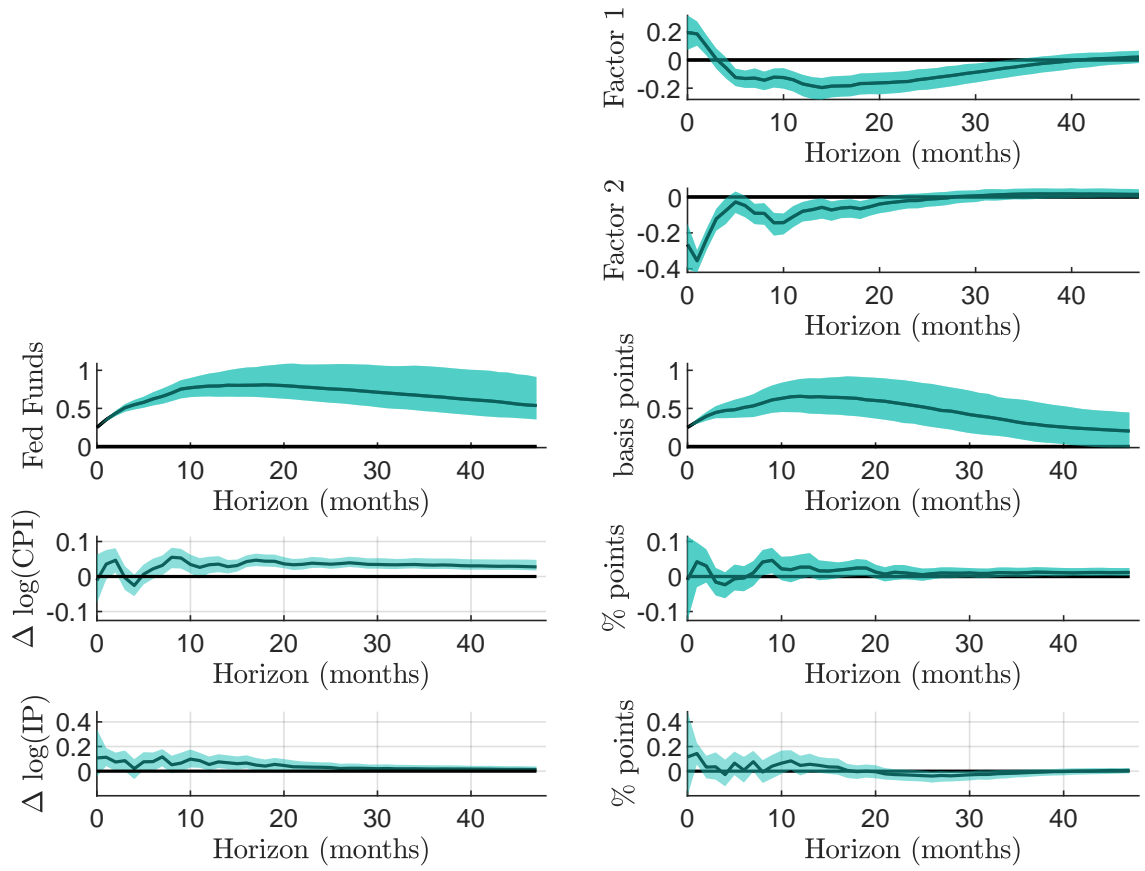 Factor 1
0.2
0
-0.2
0 10 20 30 40
Horizon (months)
Factor 2
0
-0.2
-0.4
0 10 20 30 40
Horizon (months)
Fed Funds
1
0.5
0
0 10 20 30 40
Horizon (months)
basis points
1
0.5
0
0 10 20 30 40
Horizon (months)
Δ log(CPI)
0.1
0
-0.1
0 10 20 30 40
Horizon (months)
% points
0.1
0
-0.1
0 10 20 30 40
Horizon (months)
Δ log(IP)
0.4
0.2
0
0 10 20 30 40
Horizon (months)
% points
0.4
0.2
0
0 10 20 30 40
Horizon (months)